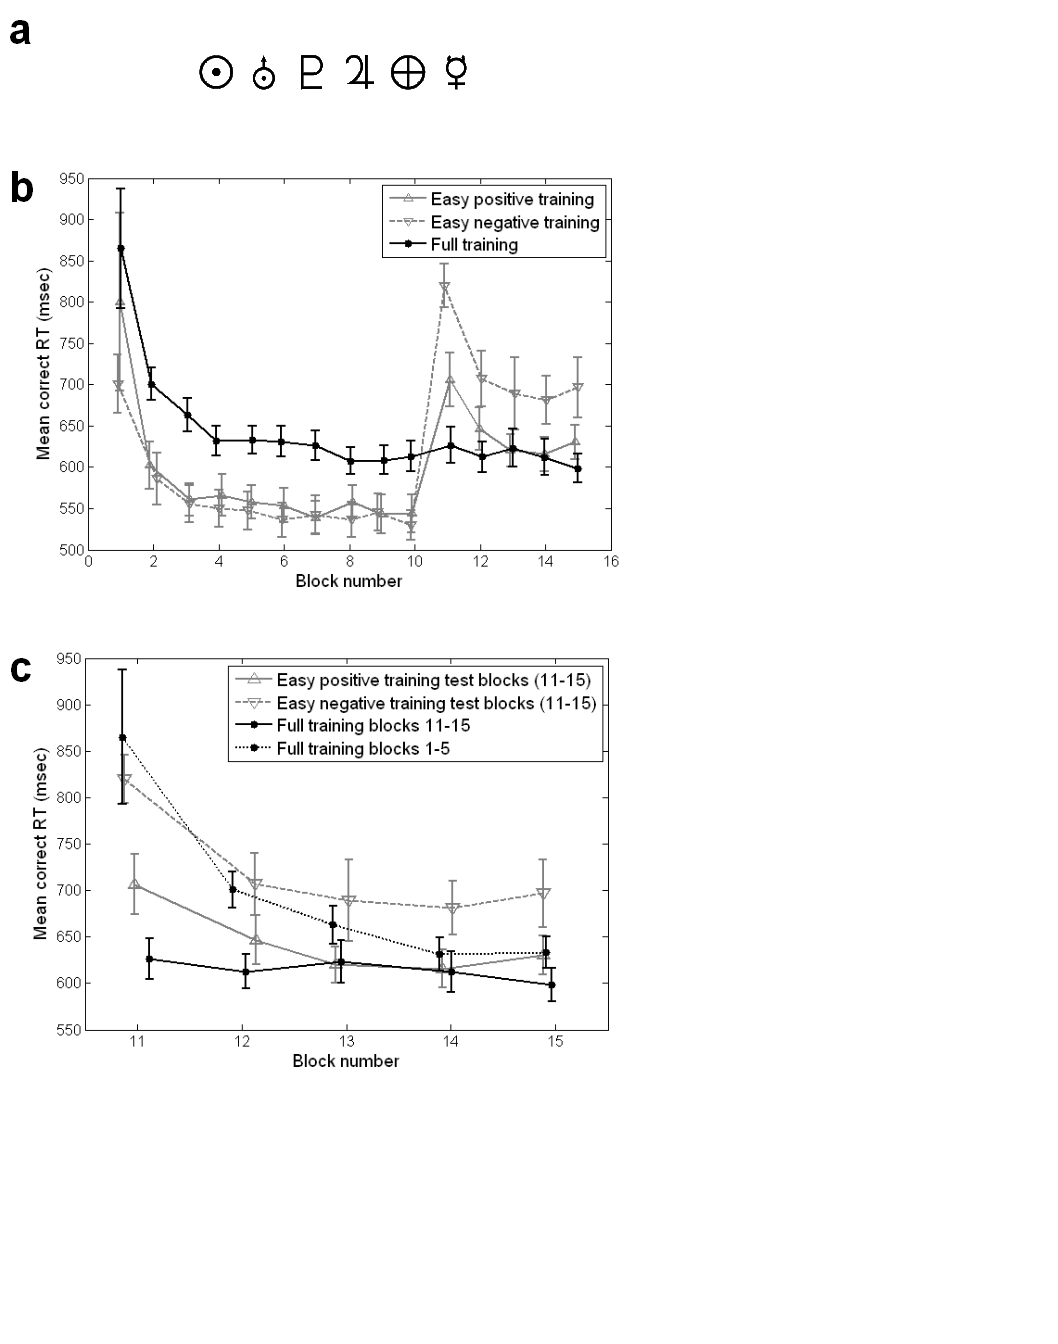 a
☉ ⛢ ♇ ♃ ⊕ ☿
b
950
900
850
800
750
700
650
600
550
500
Mean correct RT (msec)
Easy positive training
Easy negative training
Full training
0 2 4 6 8 10 12 14 16
Block number
c
950
900
850
800
750
700
650
600
550
Mean correct RT (msec)
Easy positive training test blocks (11-15)
Easy negative training test blocks (11-15)
Full training blocks 11-15
Full training blocks 1-5
11 12 13 14 15
Block number